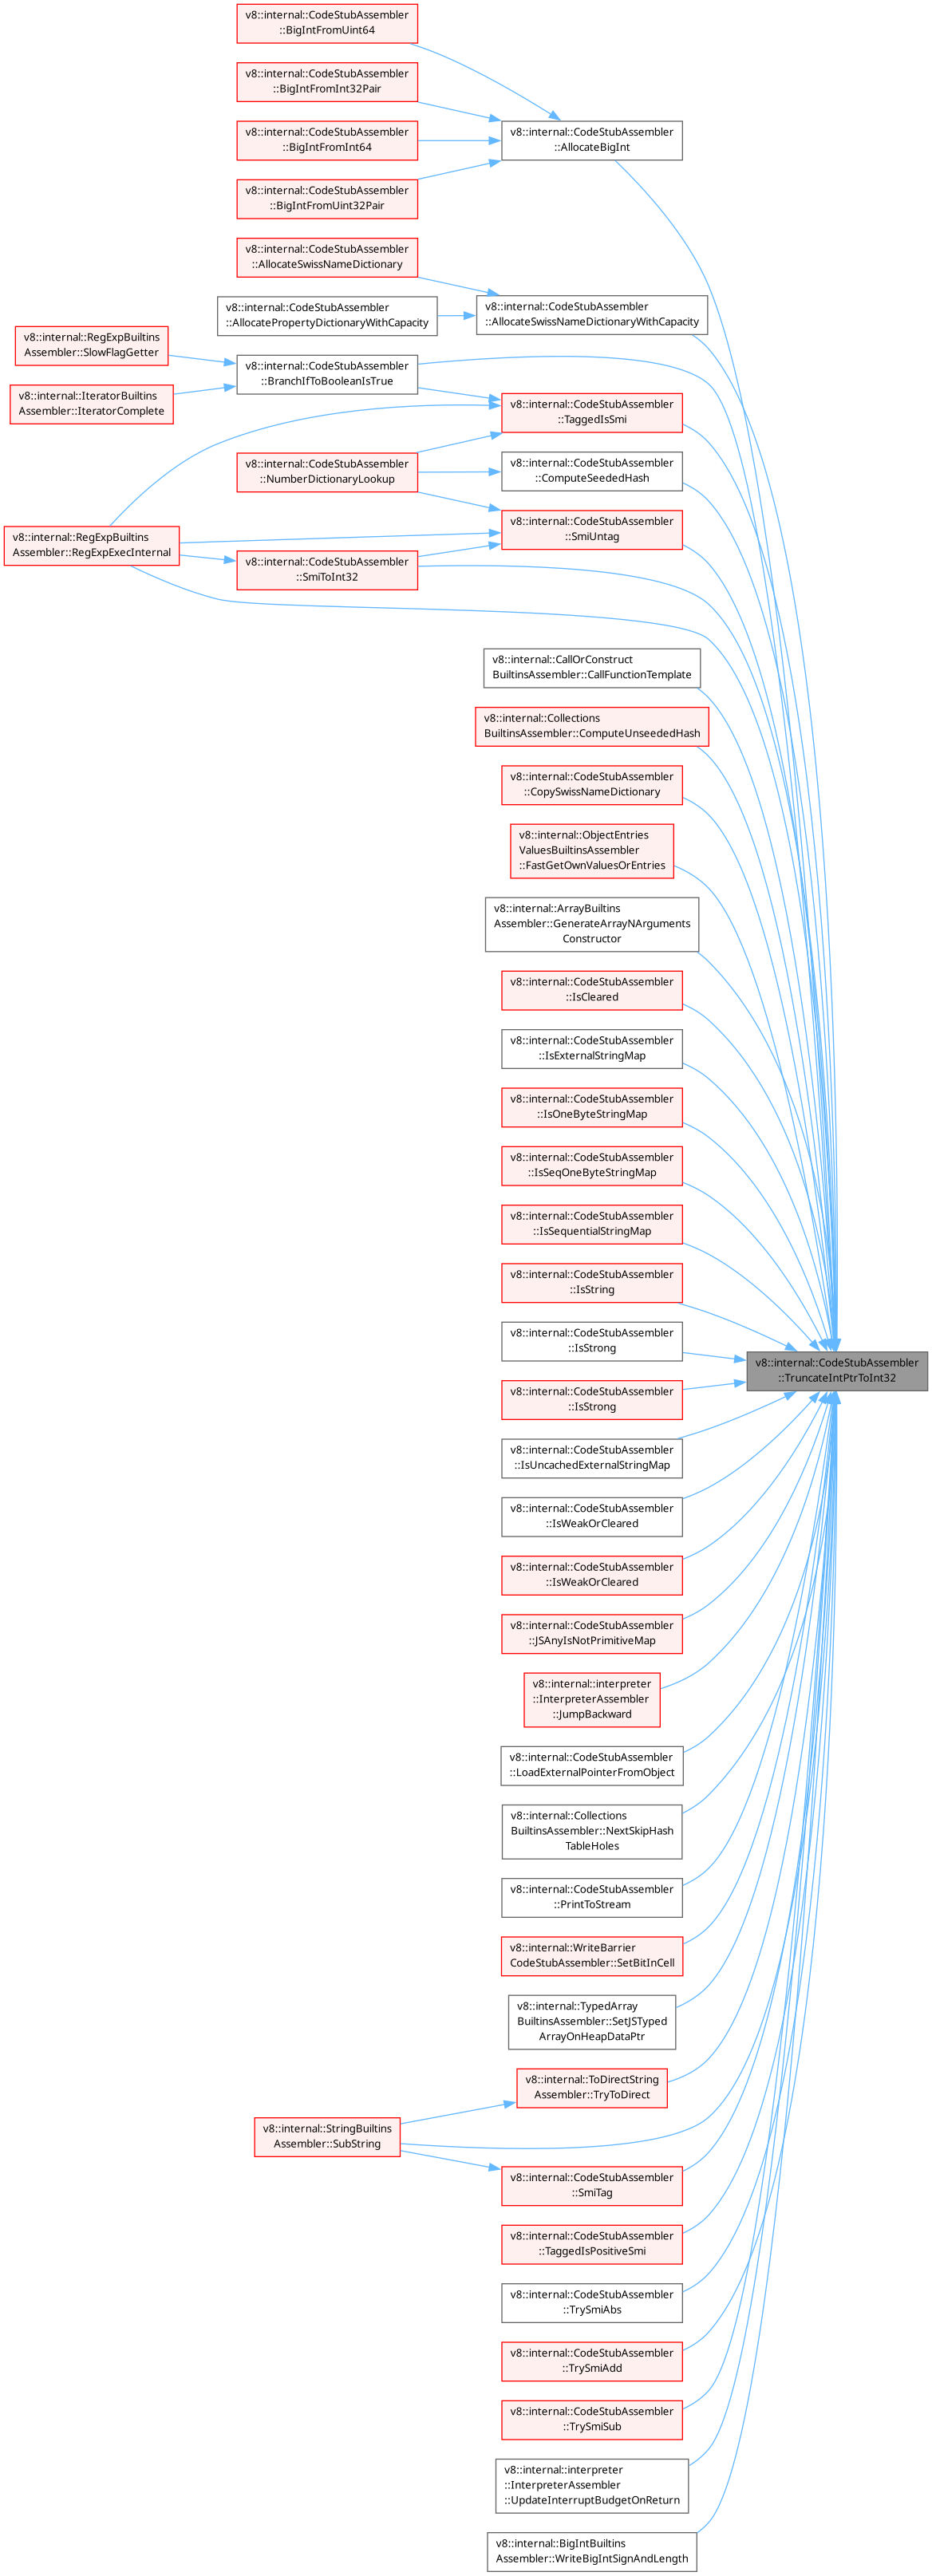 v8::internal::CodeStubAssembler
::BigIntFromUint64
v8::internal::CodeStubAssembler
::BigIntFromInt32Pair
v8::internal::CodeStubAssembler
::BigIntFromInt64
v8::internal::CodeStubAssembler
::BigIntFromUint32Pair
v8::internal::CodeStubAssembler
::AllocateBigInt
v8::internal::CodeStubAssembler
::AllocateSwissNameDictionary
v8::internal::CodeStubAssembler
::AllocatePropertyDictionaryWithCapacity
v8::internal::CodeStubAssembler
::AllocateSwissNameDictionaryWithCapacity
v8::internal::RegExpBuiltins
Assembler::SlowFlagGetter
v8::internal::IteratorBuiltins
Assembler::IteratorComplete
v8::internal::CodeStubAssembler
::BranchIfToBooleanIsTrue
v8::internal::CodeStubAssembler
::TaggedIsSmi
v8::internal::CodeStubAssembler
::NumberDictionaryLookup
v8::internal::CodeStubAssembler
::ComputeSeededHash
v8::internal::RegExpBuiltins
Assembler::RegExpExecInternal
v8::internal::CodeStubAssembler
::SmiToInt32
v8::internal::CodeStubAssembler
::SmiUntag
v8::internal::CallOrConstruct
BuiltinsAssembler::CallFunctionTemplate
v8::internal::Collections
BuiltinsAssembler::ComputeUnseededHash
v8::internal::CodeStubAssembler
::CopySwissNameDictionary
v8::internal::ObjectEntries
ValuesBuiltinsAssembler
::FastGetOwnValuesOrEntries
v8::internal::ArrayBuiltins
Assembler::GenerateArrayNArguments
Constructor
v8::internal::CodeStubAssembler
::IsCleared
v8::internal::CodeStubAssembler
::IsExternalStringMap
v8::internal::CodeStubAssembler
::IsOneByteStringMap
v8::internal::CodeStubAssembler
::IsSeqOneByteStringMap
v8::internal::CodeStubAssembler
::IsSequentialStringMap
v8::internal::CodeStubAssembler
::IsString
v8::internal::CodeStubAssembler
::IsStrong
v8::internal::CodeStubAssembler
::TruncateIntPtrToInt32
v8::internal::CodeStubAssembler
::IsStrong
v8::internal::CodeStubAssembler
::IsUncachedExternalStringMap
v8::internal::CodeStubAssembler
::IsWeakOrCleared
v8::internal::CodeStubAssembler
::IsWeakOrCleared
v8::internal::CodeStubAssembler
::JSAnyIsNotPrimitiveMap
v8::internal::interpreter
::InterpreterAssembler
::JumpBackward
v8::internal::CodeStubAssembler
::LoadExternalPointerFromObject
v8::internal::Collections
BuiltinsAssembler::NextSkipHash
TableHoles
v8::internal::CodeStubAssembler
::PrintToStream
v8::internal::WriteBarrier
CodeStubAssembler::SetBitInCell
v8::internal::TypedArray
BuiltinsAssembler::SetJSTyped
ArrayOnHeapDataPtr
v8::internal::ToDirectString
Assembler::TryToDirect
v8::internal::StringBuiltins
Assembler::SubString
v8::internal::CodeStubAssembler
::SmiTag
v8::internal::CodeStubAssembler
::TaggedIsPositiveSmi
v8::internal::CodeStubAssembler
::TrySmiAbs
v8::internal::CodeStubAssembler
::TrySmiAdd
v8::internal::CodeStubAssembler
::TrySmiSub
v8::internal::interpreter
::InterpreterAssembler
::UpdateInterruptBudgetOnReturn
v8::internal::BigIntBuiltins
Assembler::WriteBigIntSignAndLength